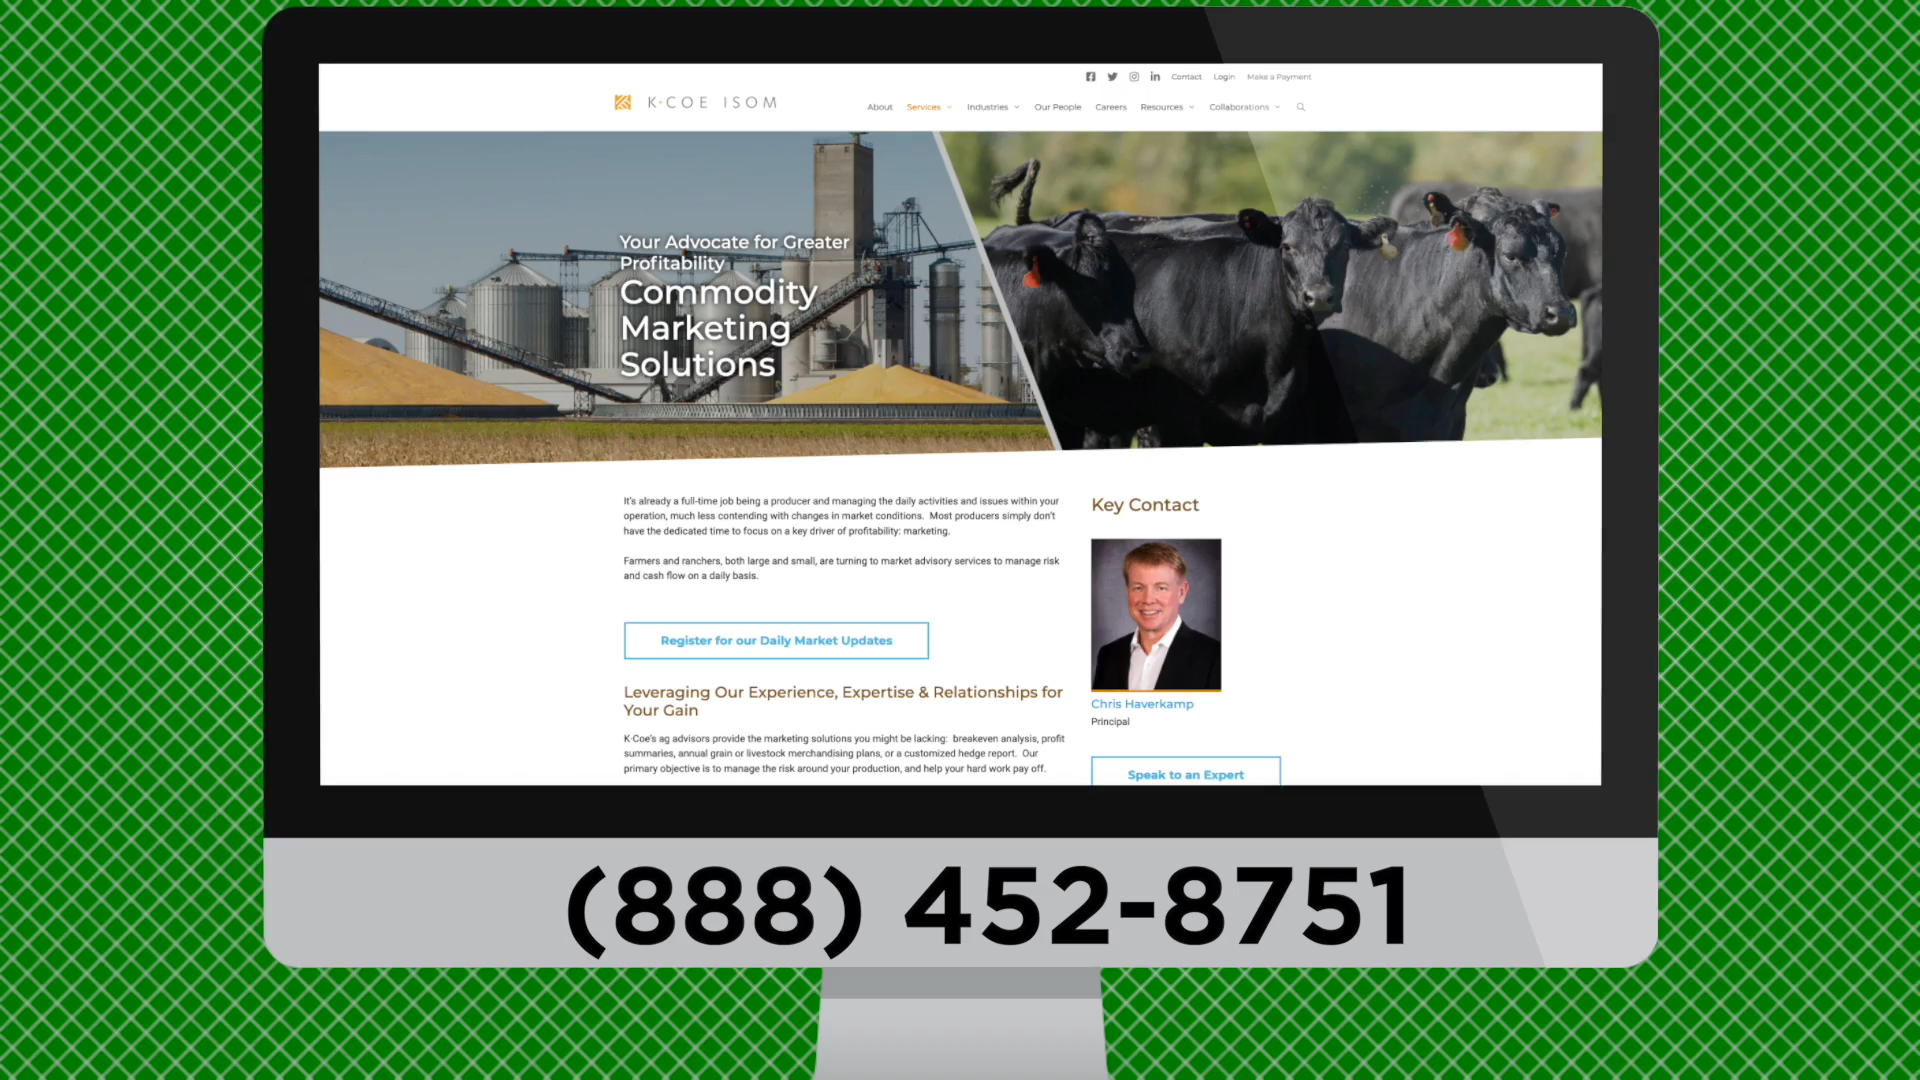 Contact Login Make a Payment
K·COE ISOM
About Services Industries Our People Careers Resources Collaborations
Your Advocate for Greater
Profitability
Commodity
Marketing
Solutions
It's already a full-time job being a producer and managing the daily activities and issues within your
operation, much less contending with changes in market conditions. Most producers simply don't
have the dedicated time to focus on a key driver of profitability: marketing.
Farmers and ranchers, both large and small, are turning to market advisory services to manage risk
and cash flow on a daily basis.
Register for our Daily Market Updates
Leveraging Our Experience, Expertise & Relationships for
Your Gain
K·Coe's ag advisors provide the marketing solutions you might be lacking: breakeven analysis, profit
summaries, annual grain or livestock merchandising plans, or a customized hedge report. Our
primary objective is to manage the risk around your production, and help your hard work pay off.
Key Contact
Chris Haverkamp
Principal
Speak to an Expert
(888) 452-8751